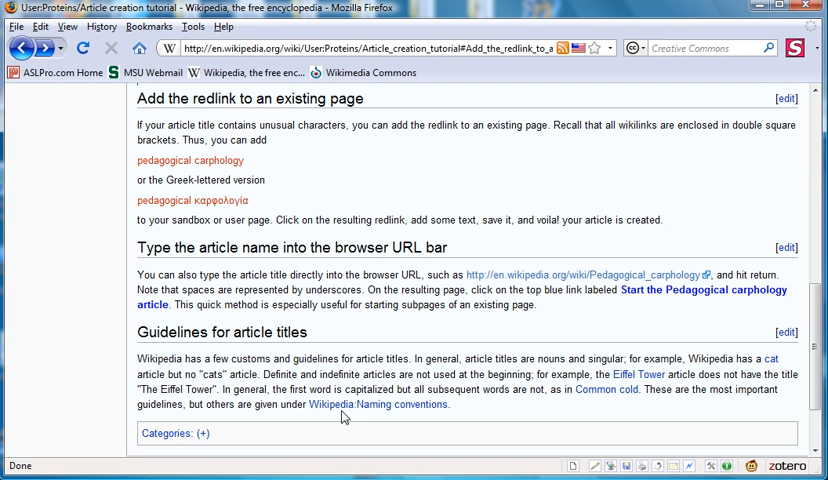 User:Proteins/Article creation tutorial - Wikipedia, the free encyclopedia - Mozilla Firefox
File Edit View History Bookmarks Tools Help
http://en.wikipedia.org/wiki/User:Proteins/Article_creation_tutorial#Add_the_redlink_to_a Creative Commons
ASLPro.com Home MSU Webmail Wikipedia, the free enc... Wikimedia Commons
Add the redlink to an existing page [edit]
If your article title contains unusual characters, you can add the redlink to an existing page. Recall that all wikilinks are enclosed in double square
brackets. Thus, you can add
pedagogical carphology
or the Greek-lettered version
pedagogical καρφολογία
to your sandbox or user page. Click on the resulting redlink, add some text, save it, and voila! your article is created.
Type the article name into the browser URL bar [edit]
You can also type the article title directly into the browser URL, such as http://en.wikipedia.org/wiki/Pedagogical_carphology, and hit return.
Note that spaces are represented by underscores. On the resulting page, click on the top blue link labeled Start the Pedagogical carphology
article. This quick method is especially useful for starting subpages of an existing page.
Guidelines for article titles [edit]
Wikipedia has a few customs and guidelines for article titles. In general, article titles are nouns and singular; for example, Wikipedia has a cat
article but no "cats" article. Definite and indefinite articles are not used at the beginning; for example, the Eiffel Tower article does not have the title
"The Eiffel Tower". In general, the first word is capitalized but all subsequent words are not, as in Common cold. These are the most important
guidelines, but others are given under Wikipedia:Naming conventions.
Categories: (+)
Done zotero